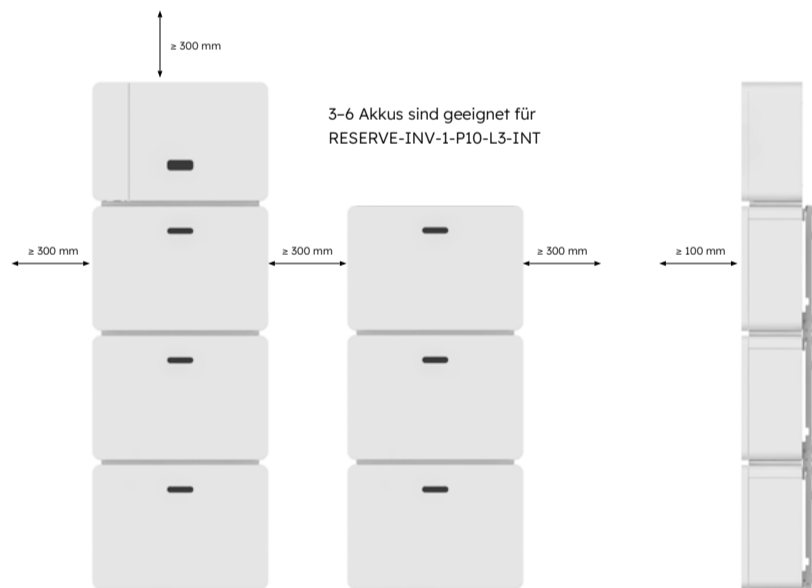 ≥ 300 mm
3–6 Akkus sind geeignet für
RESERVE-INV-1-P10-L3-INT
≥ 300 mm
≥ 300 mm
≥ 300 mm
≥ 100 mm